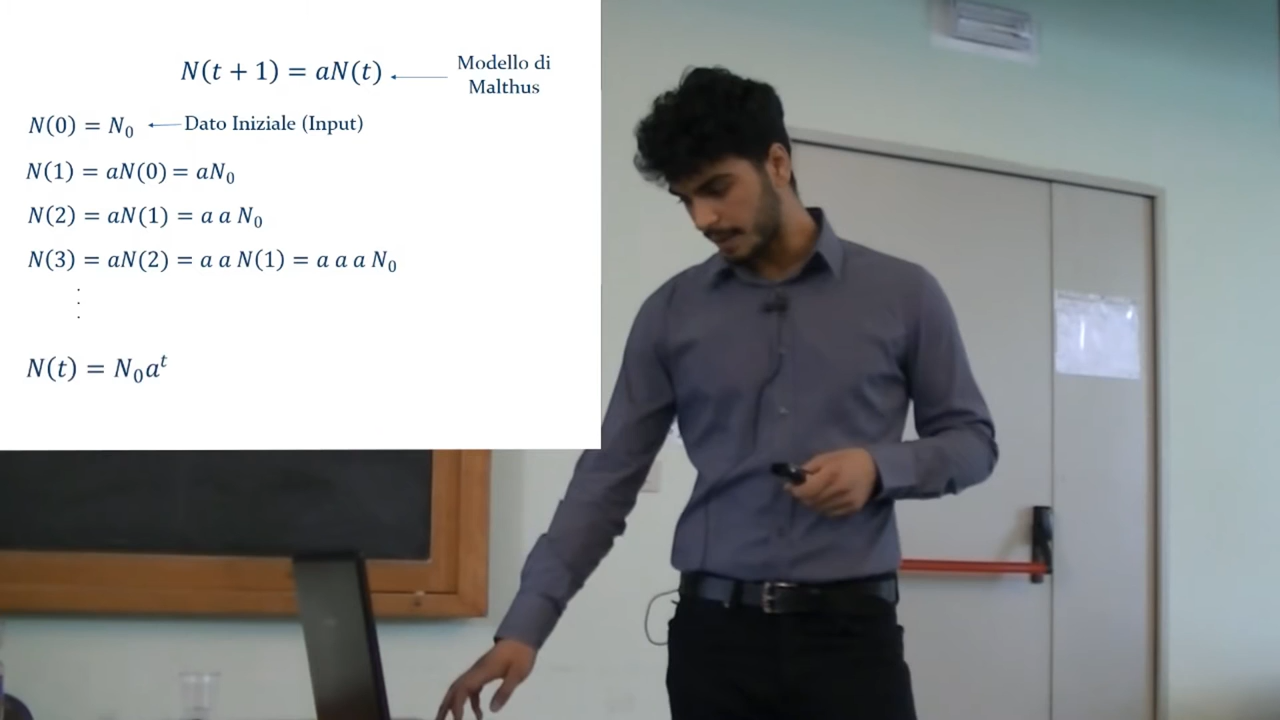 N(t + 1) = aN(t)
Modello di
Malthus
N(0) = N₀
Dato Iniziale (Input)
N(1) = aN(0) = aN₀
N(2) = aN(1) = a a N₀
N(3) = aN(2) = a a N(1) = a a a N₀
⋮
N(t) = N₀aᵗ